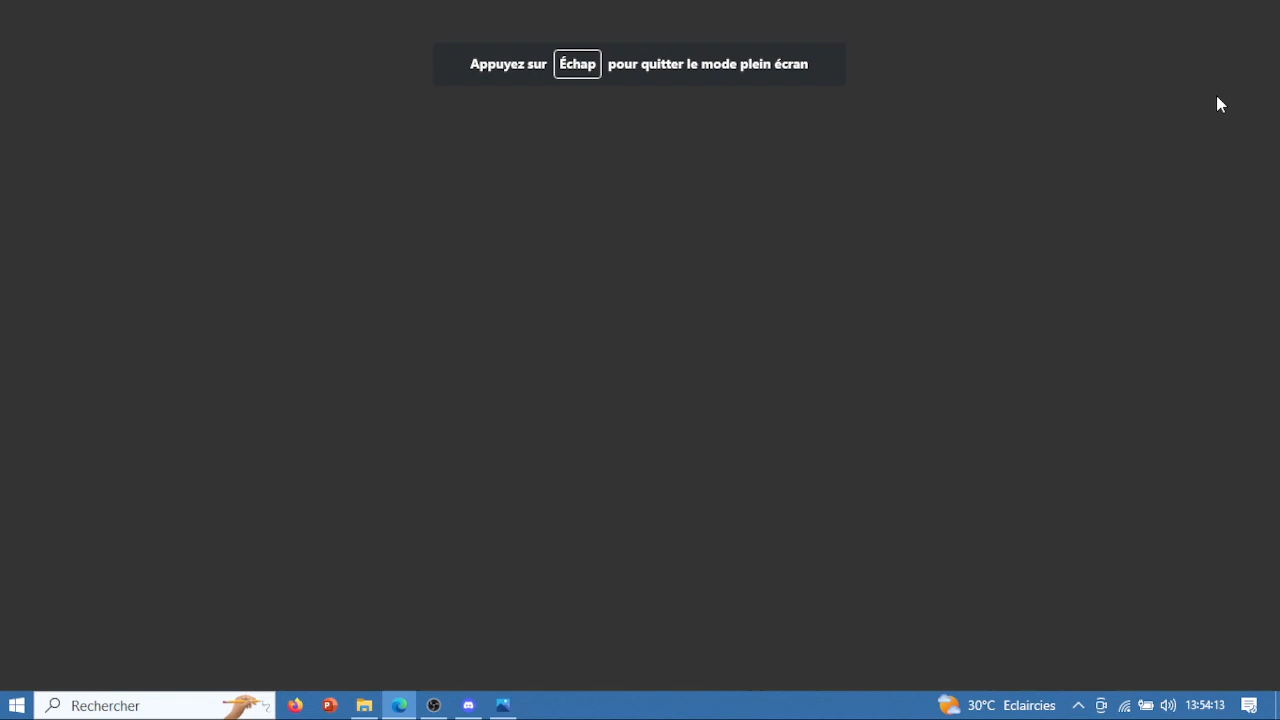 Appuyez sur Échap pour quitter le mode plein écran
Rechercher 30°C Eclaircies 13:54:13